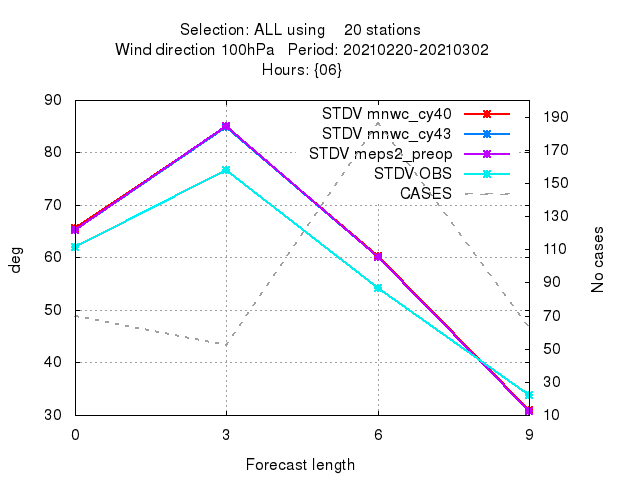 Selection: ALL using    20 stations
Wind direction 100hPa   Period: 20210220-20210302
Hours: {06}
STDV mnwc_cy40
STDV mnwc_cy43
STDV meps2_preop
STDV OBS
CASES
90
80
70
60
50
40
30
deg
190
170
150
130
110
90
70
50
30
10
No cases
0 3 6 9
Forecast length